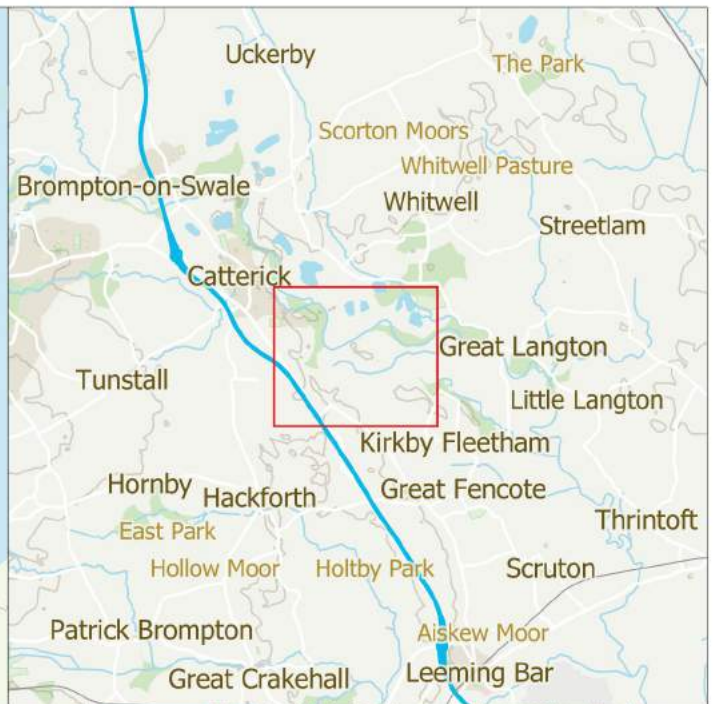 Uckerby
The Park
Scorton Moors
Whitwell Pasture
Brompton-on-Swale
Whitwell
Streetlam
Catterick
Great Langton
Tunstall
Little Langton
Kirkby Fleetham
Hornby
Hackforth
Great Fencote
East Park
Thrintoft
Hollow Moor
Holtby Park
Scruton
Patrick Brompton
Aiskew Moor
Great Crakehall
Leeming Bar